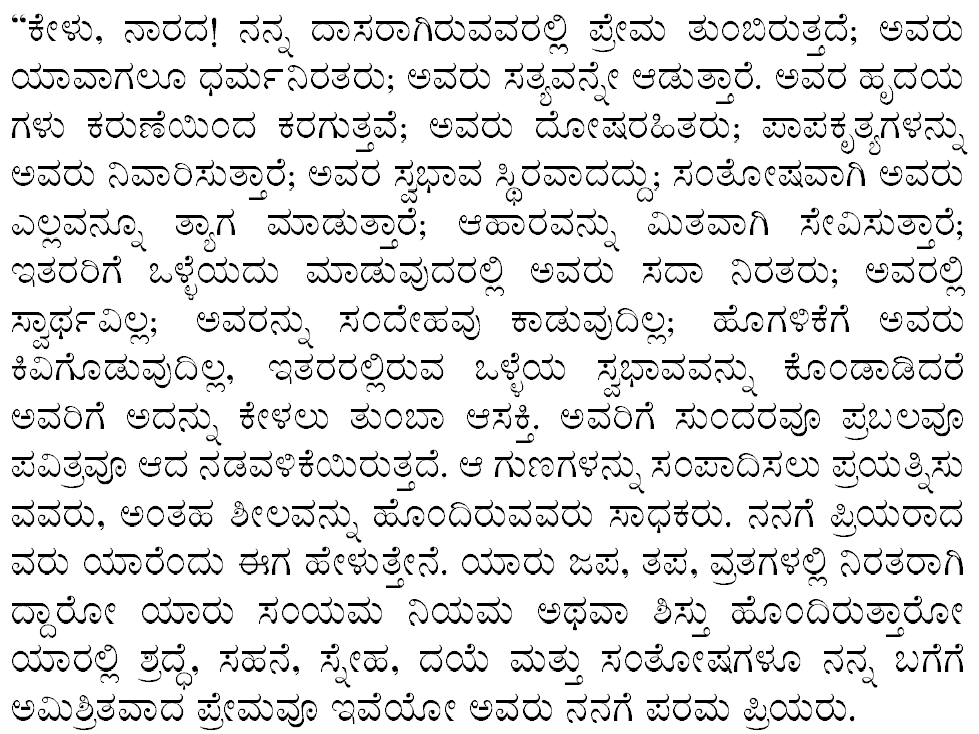 “ಕೇಳು, ನಾರದ! ನನ್ನ ದಾಸರಾಗಿರುವವರಲ್ಲಿ ಪ್ರೇಮ ತುಂಬಿರುತ್ತದೆ; ಅವರು
ಯಾವಾಗಲೂ ಧರ್ಮನಿರತರು; ಅವರು ಸತ್ಯವನ್ನೇ ಆಡುತ್ತಾರೆ. ಅವರ ಹೃದಯ
ಗಳು ಕರುಣೆಯಿಂದ ಕರಗುತ್ತವೆ; ಅವರು ದೋಷರಹಿತರು; ಪಾಪಕೃತ್ಯಗಳನ್ನು
ಅವರು ನಿವಾರಿಸುತ್ತಾರೆ; ಅವರ ಸ್ವಭಾವ ಸ್ಥಿರವಾದದ್ದು; ಸಂತೋಷವಾಗಿ ಅವರು
ಎಲ್ಲವನ್ನೂ ತ್ಯಾಗ ಮಾಡುತ್ತಾರೆ; ಆಹಾರವನ್ನು ಮಿತವಾಗಿ ಸೇವಿಸುತ್ತಾರೆ;
ಇತರರಿಗೆ ಒಳ್ಳೆಯದು ಮಾಡುವುದರಲ್ಲಿ ಅವರು ಸದಾ ನಿರತರು; ಅವರಲ್ಲಿ
ಸ್ವಾರ್ಥವಿಲ್ಲ; ಅವರನ್ನು ಸಂದೇಹವು ಕಾಡುವುದಿಲ್ಲ; ಹೊಗಳಿಕೆಗೆ ಅವರು
ಕಿವಿಗೊಡುವುದಿಲ್ಲ, ಇತರರಲ್ಲಿರುವ ಒಳ್ಳೆಯ ಸ್ವಭಾವವನ್ನು ಕೊಂಡಾಡಿದರೆ
ಅವರಿಗೆ ಅದನ್ನು ಕೇಳಲು ತುಂಬಾ ಆಸಕ್ತಿ. ಅವರಿಗೆ ಸುಂದರವೂ ಪ್ರಬಲವೂ
ಪವಿತ್ರವೂ ಆದ ನಡವಳಿಕೆಯಿರುತ್ತದೆ. ಆ ಗುಣಗಳನ್ನು ಸಂಪಾದಿಸಲು ಪ್ರಯತ್ನಿಸು
ವವರು, ಅಂತಹ ಶೀಲವನ್ನು ಹೊಂದಿರುವವರು ಸಾಧಕರು. ನನಗೆ ಪ್ರಿಯರಾದ
ವರು ಯಾರೆಂದು ಈಗ ಹೇಳುತ್ತೇನೆ. ಯಾರು ಜಪ, ತಪ, ವ್ರತಗಳಲ್ಲಿ ನಿರತರಾಗಿ
ದ್ದಾರೋ ಯಾರು ಸಂಯಮ ನಿಯಮ ಅಥವಾ ಶಿಸ್ತು ಹೊಂದಿರುತ್ತಾರೋ
ಯಾರಲ್ಲಿ ಶ್ರದ್ಧೆ, ಸಹನೆ, ಸ್ನೇಹ, ದಯೆ ಮತ್ತು ಸಂತೋಷಗಳೂ ನನ್ನ ಬಗೆಗೆ
ಅಮಿಶ್ರಿತವಾದ ಪ್ರೇಮವೂ ಇವೆಯೋ ಅವರು ನನಗೆ ಪರಮ ಪ್ರಿಯರು.